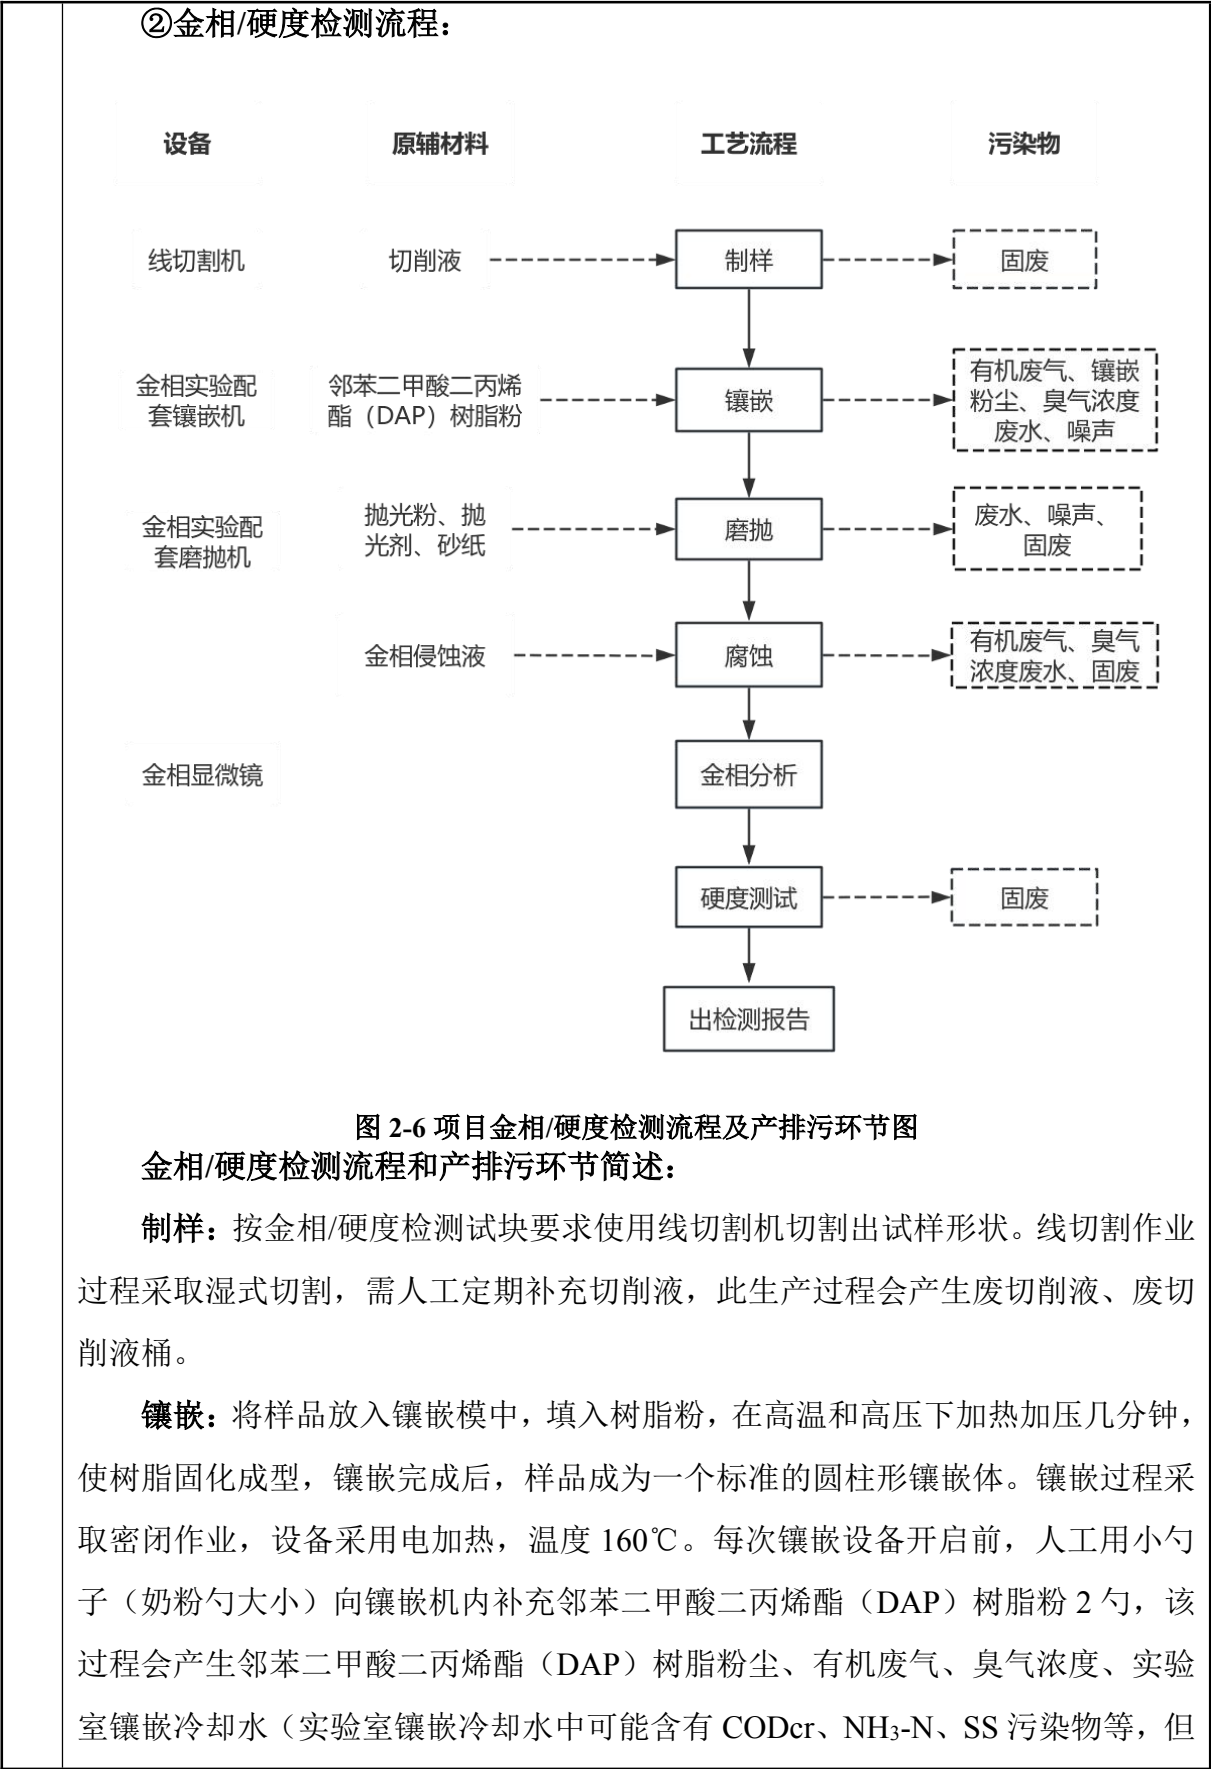 ②金相/硬度检测流程：
设备 原辅材料 工艺流程 污染物
线切割机 切削液 制样 固废
金相实验配
套镶嵌机
邻苯二甲酸二丙烯
酯（DAP）树脂粉
镶嵌
有机废气、镶嵌
粉尘、臭气浓度
废水、噪声
金相实验配
套磨抛机
抛光粉、抛
光剂、砂纸
磨抛
废水、噪声、
固废
金相侵蚀液
腐蚀
有机废气、臭气
浓度废水、固废
金相显微镜 金相分析
硬度测试 固废
出检测报告
图 2-6 项目金相/硬度检测流程及产排污环节图
金相/硬度检测流程和产排污环节简述：
制样：按金相/硬度检测试块要求使用线切割机切割出试样形状。线切割作业
过程采取湿式切割，需人工定期补充切削液，此生产过程会产生废切削液、废切
削液桶。
镶嵌：将样品放入镶嵌模中，填入树脂粉，在高温和高压下加热加压几分钟，
使树脂固化成型，镶嵌完成后，样品成为一个标准的圆柱形镶嵌体。镶嵌过程采
取密闭作业，设备采用电加热，温度 160℃。每次镶嵌设备开启前，人工用小勺
子（奶粉勺大小）向镶嵌机内补充邻苯二甲酸二丙烯酯（DAP）树脂粉 2 勺，该
过程会产生邻苯二甲酸二丙烯酯（DAP）树脂粉尘、有机废气、臭气浓度、实验
室镶嵌冷却水（实验室镶嵌冷却水中可能含有 CODcr、NH₃-N、SS 污染物等，但